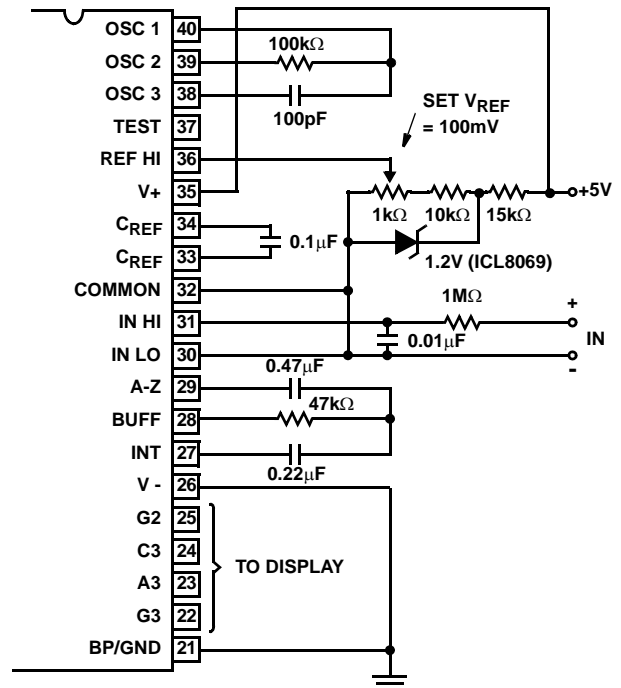 OSC 1 40
OSC 2 39
OSC 3 38
TEST 37
REF HI 36
V+ 35
CREF 34
CREF 33
COMMON 32
IN HI 31
IN LO 30
A-Z 29
BUFF 28
INT 27
V - 26
G2 25
C3 24
A3 23
G3 22
BP/GND 21
100kΩ
100pF
SET VREF
= 100mV
+5V
1kΩ 10kΩ 15kΩ
0.1μF
1.2V (ICL8069)
1MΩ
+
IN
-
0.01μF
0.47μF
47kΩ
0.22μF
TO DISPLAY